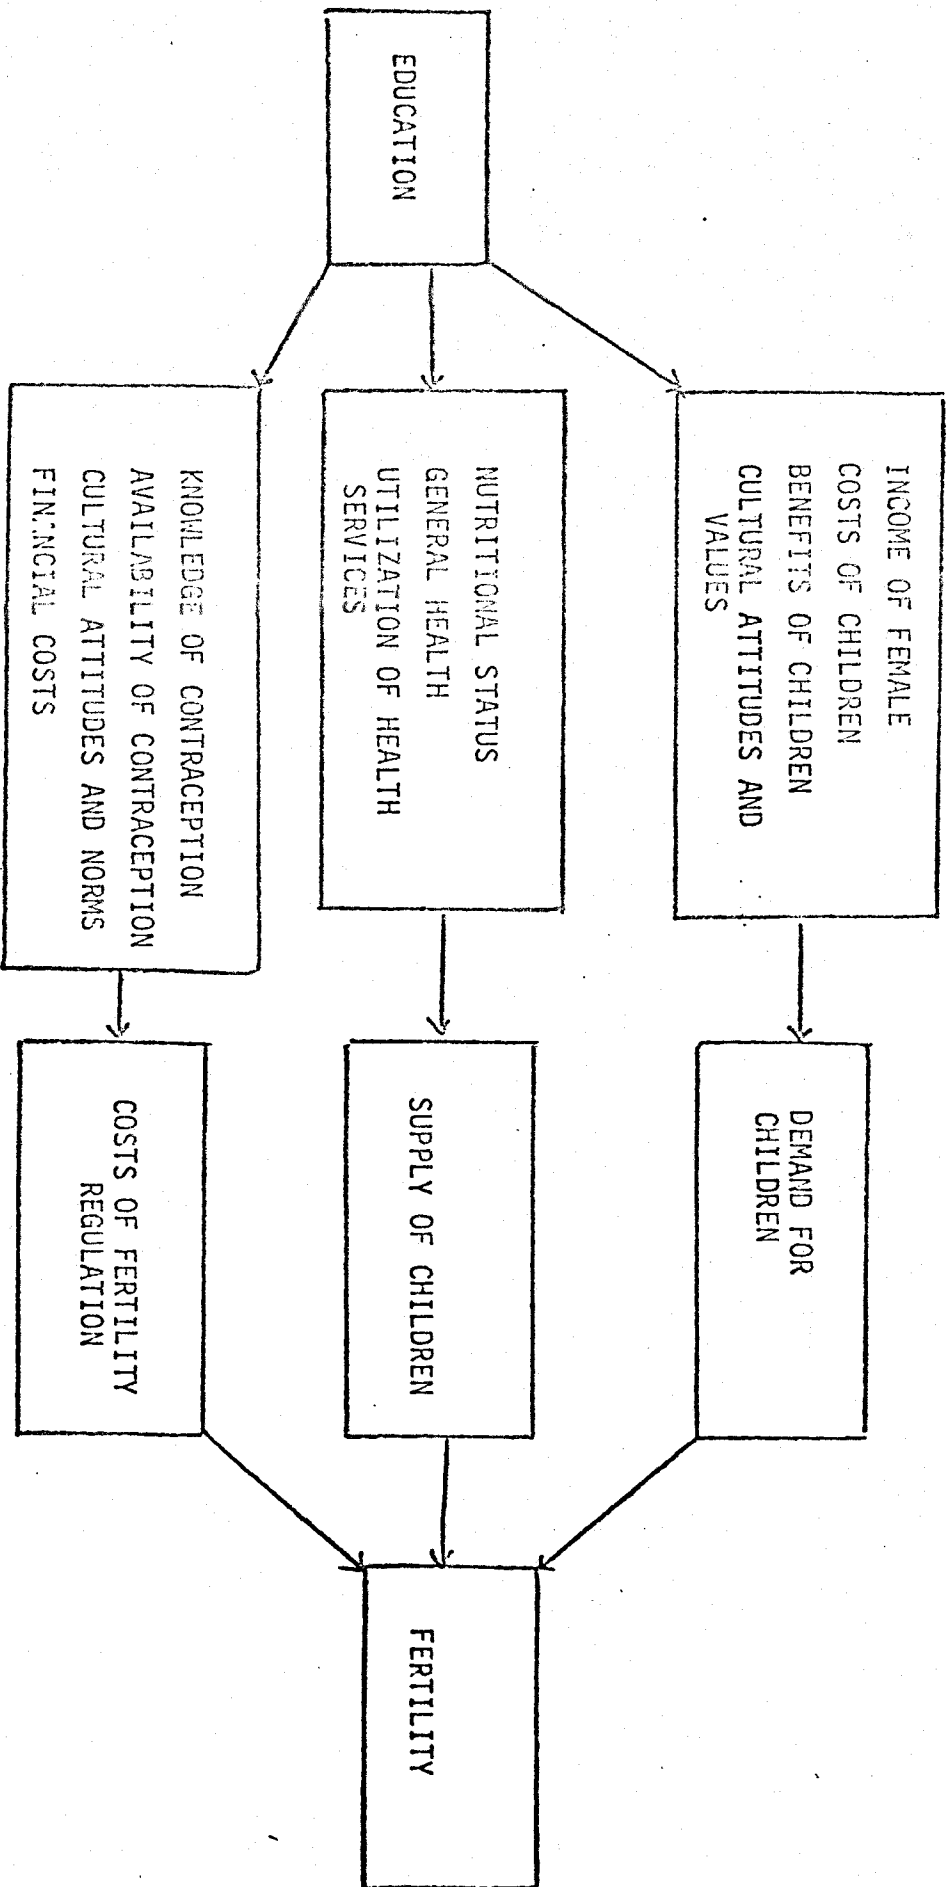 EDUCATION
INCOME OF FEMALE
COSTS OF CHILDREN
BENEFITS OF CHILDREN
CULTURAL ATTITUDES AND
VALUES
NUTRITIONAL STATUS
GENERAL HEALTH
UTILIZATION OF HEALTH
SERVICES
KNOWLEDGE OF CONTRACEPTION
AVAILABILITY OF CONTRACEPTION
CULTURAL ATTITUDES AND NORMS
FINANCIAL COSTS
DEMAND FOR
CHILDREN
SUPPLY OF CHILDREN
COSTS OF FERTILITY
REGULATION
FERTILITY